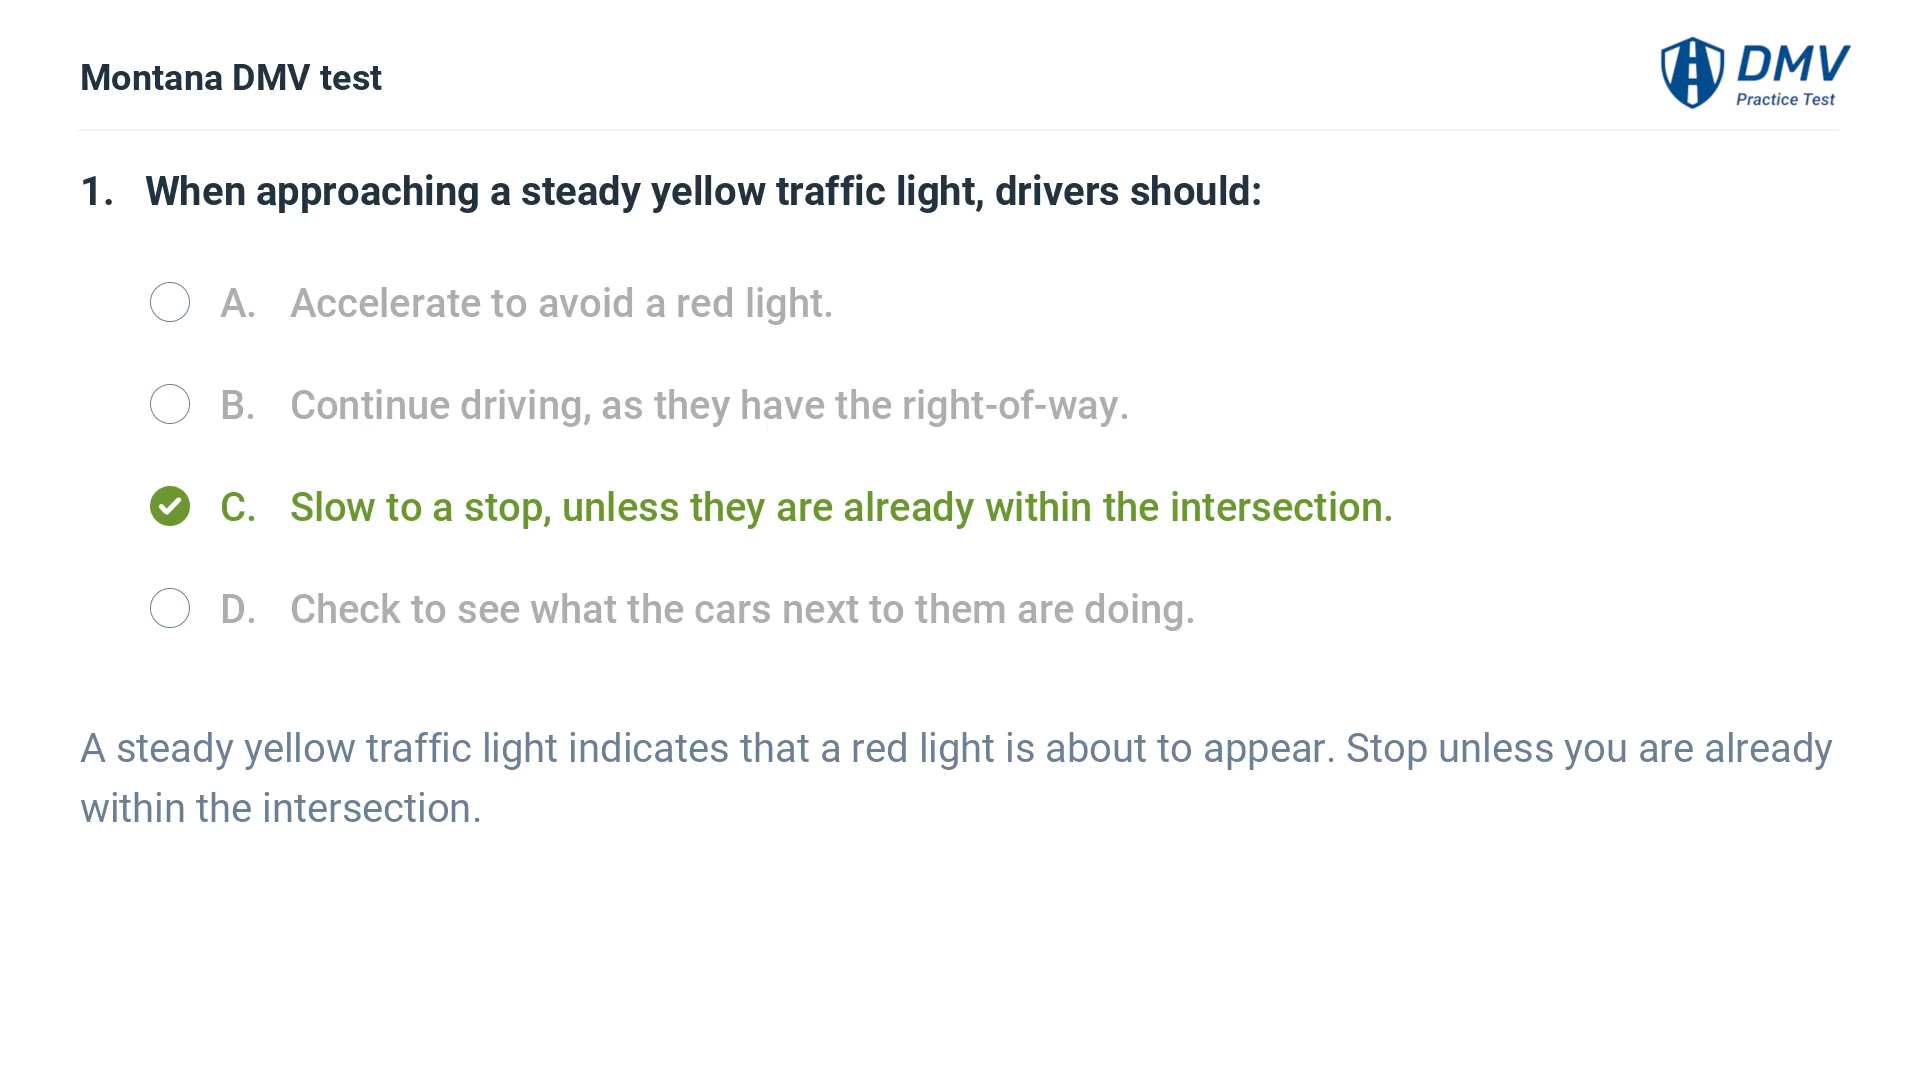 Montana DMV test
DMV
Practice Test
1. When approaching a steady yellow traffic light, drivers should:
A. Accelerate to avoid a red light.
B. Continue driving, as they have the right-of-way.
C. Slow to a stop, unless they are already within the intersection.
D. Check to see what the cars next to them are doing.
A steady yellow traffic light indicates that a red light is about to appear. Stop unless you are already
within the intersection.